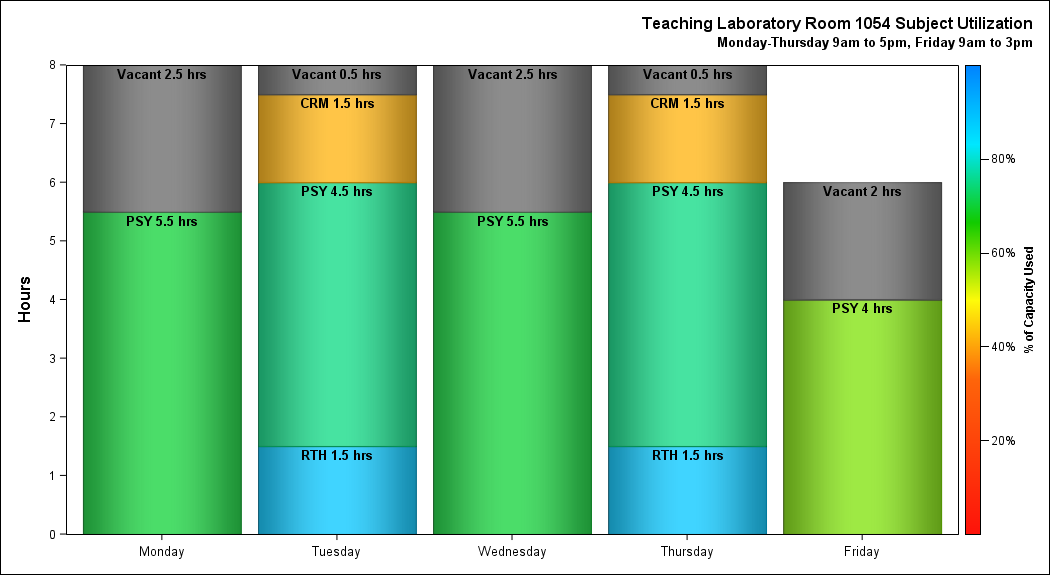 Teaching Laboratory Room 1054 Subject Utilization
Monday-Thursday 9am to 5pm, Friday 9am to 3pm
Hours
8
7
6
5
4
3
2
1
0
Vacant 2.5 hrs
PSY 5.5 hrs
Monday
Vacant 0.5 hrs
CRM 1.5 hrs
PSY 4.5 hrs
RTH 1.5 hrs
Tuesday
Vacant 2.5 hrs
PSY 5.5 hrs
Wednesday
Vacant 0.5 hrs
CRM 1.5 hrs
PSY 4.5 hrs
RTH 1.5 hrs
Thursday
Vacant 2 hrs
PSY 4 hrs
Friday
80%
60%
40%
20%
% of Capacity Used